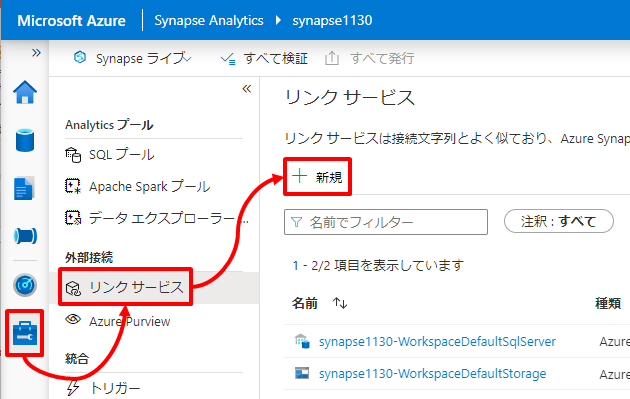 Microsoft Azure Synapse Analytics > synapse1130
» Synapse ライブ すべて検証 すべて発行
«
Analytics プール
SQL プール
Apache Spark プール
データ エクスプローラー ...
外部接続
リンク サービス
Azure Purview
統合
トリガー
リンク サービス
リンク サービスは接続文字列とよく似ており、Azure Synap
+ 新規
名前でフィルター 注釈 : すべて
1 - 2/2 項目を表示しています
名前 ↑↓ 種類
synapse1130-WorkspaceDefaultSqlServer Azure
synapse1130-WorkspaceDefaultStorage Azure